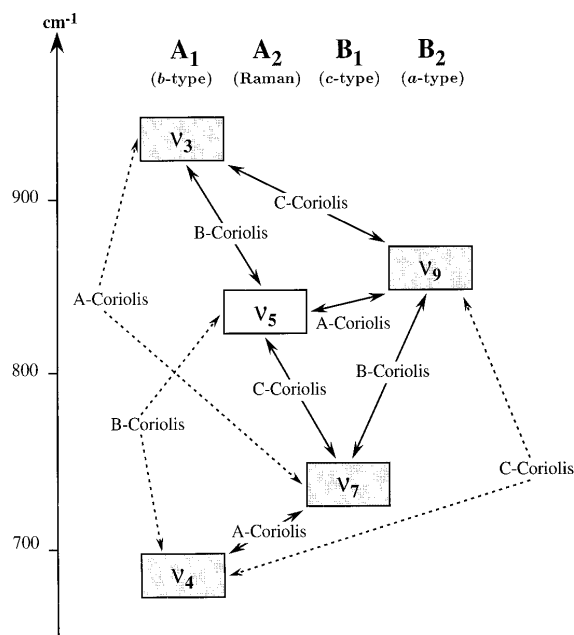 cm-1
A1 A2 B1 B2
(b-type) (Raman) (c-type) (a-type)
ν3
900
C-Coriolis
B-Coriolis
ν9
A-Coriolis
ν5
A-Coriolis
800
B-Coriolis
C-Coriolis
B-Coriolis
C-Coriolis
ν7
A-Coriolis
700
ν4